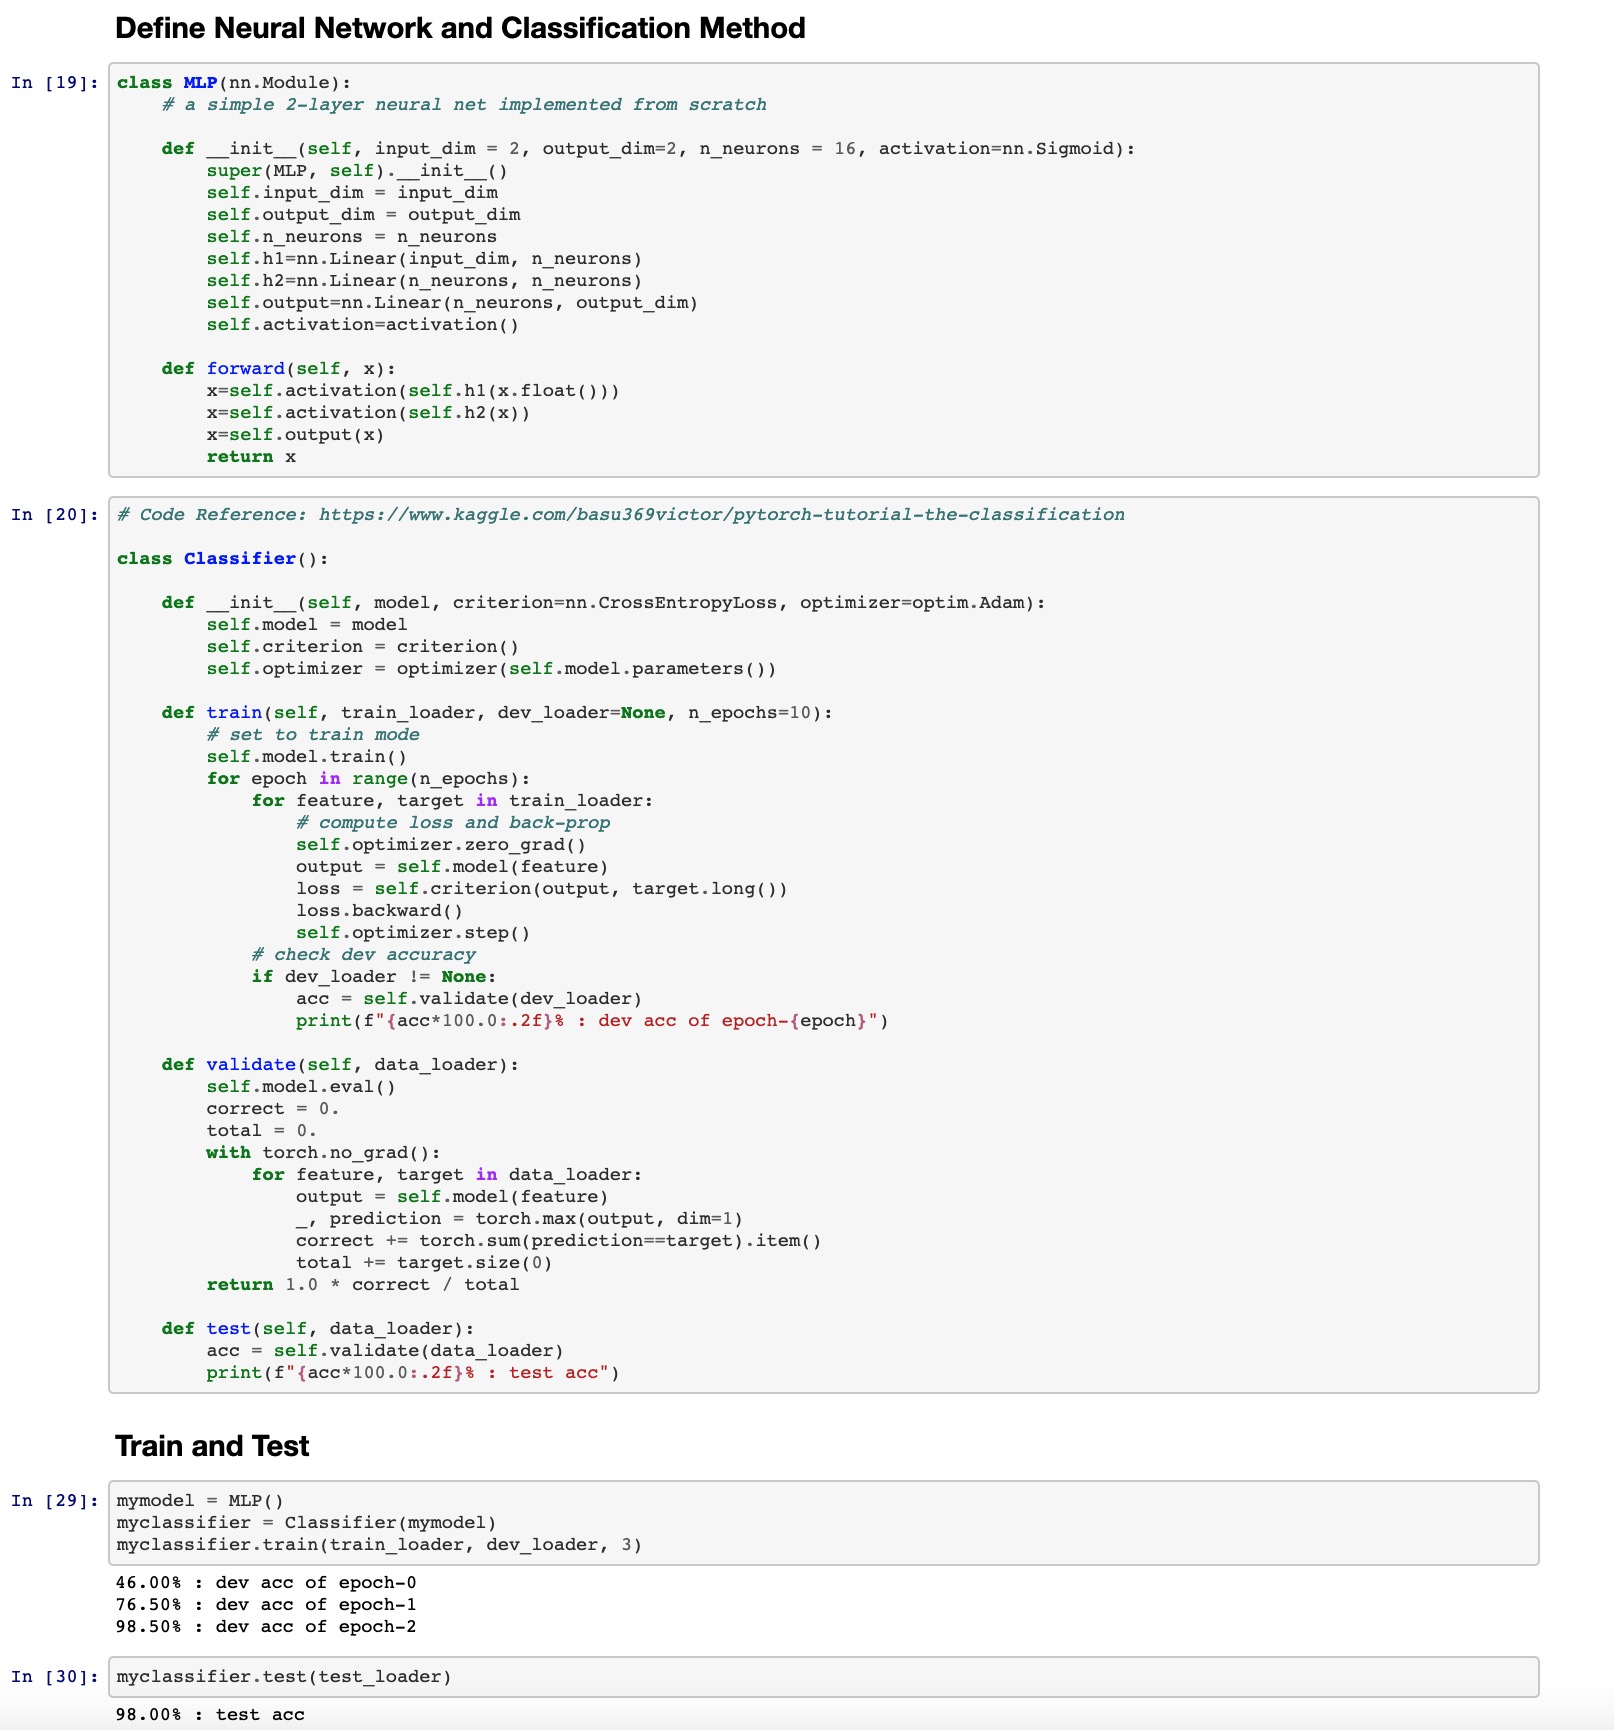 Define Neural Network and Classification Method
In [19]:
class MLP(nn.Module):
    # a simple 2-layer neural net implemented from scratch

    def __init__(self, input_dim = 2, output_dim=2, n_neurons = 16, activation=nn.Sigmoid):
        super(MLP, self).__init__()
        self.input_dim = input_dim
        self.output_dim = output_dim
        self.n_neurons = n_neurons
        self.h1=nn.Linear(input_dim, n_neurons)
        self.h2=nn.Linear(n_neurons, n_neurons)
        self.output=nn.Linear(n_neurons, output_dim)
        self.activation=activation()

    def forward(self, x):
        x=self.activation(self.h1(x.float()))
        x=self.activation(self.h2(x))
        x=self.output(x)
        return x
In [20]:
# Code Reference: https://www.kaggle.com/basu369victor/pytorch-tutorial-the-classification

class Classifier():

    def __init__(self, model, criterion=nn.CrossEntropyLoss, optimizer=optim.Adam):
        self.model = model
        self.criterion = criterion()
        self.optimizer = optimizer(self.model.parameters())

    def train(self, train_loader, dev_loader=None, n_epochs=10):
        # set to train mode
        self.model.train()
        for epoch in range(n_epochs):
            for feature, target in train_loader:
                # compute loss and back-prop
                self.optimizer.zero_grad()
                output = self.model(feature)
                loss = self.criterion(output, target.long())
                loss.backward()
                self.optimizer.step()
            # check dev accuracy
            if dev_loader != None:
                acc = self.validate(dev_loader)
                print(f"{acc*100.0:.2f}% : dev acc of epoch-{epoch}")

    def validate(self, data_loader):
        self.model.eval()
        correct = 0.
        total = 0.
        with torch.no_grad():
            for feature, target in data_loader:
                output = self.model(feature)
                _, prediction = torch.max(output, dim=1)
                correct += torch.sum(prediction==target).item()
                total += target.size(0)
        return 1.0 * correct / total

    def test(self, data_loader):
        acc = self.validate(data_loader)
        print(f"{acc*100.0:.2f}% : test acc")
Train and Test
In [29]:
mymodel = MLP()
myclassifier = Classifier(mymodel)
myclassifier.train(train_loader, dev_loader, 3)
46.00% : dev acc of epoch-0
76.50% : dev acc of epoch-1
98.50% : dev acc of epoch-2
In [30]:
myclassifier.test(test_loader)
98.00% : test acc